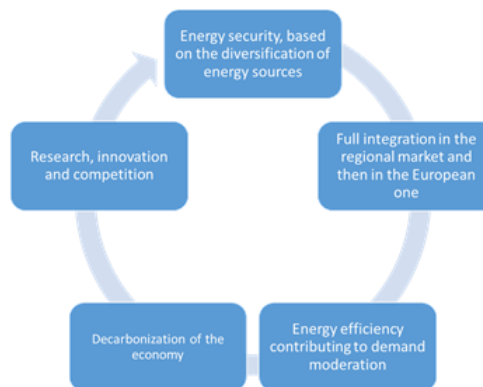 Energy security, based
on the diversification of
energy sources
Full integration in the
regional market and
then in the European
one
Energy efficiency
contributing to demand
moderation
Decarbonization of the
economy
Research, innovation
and competition